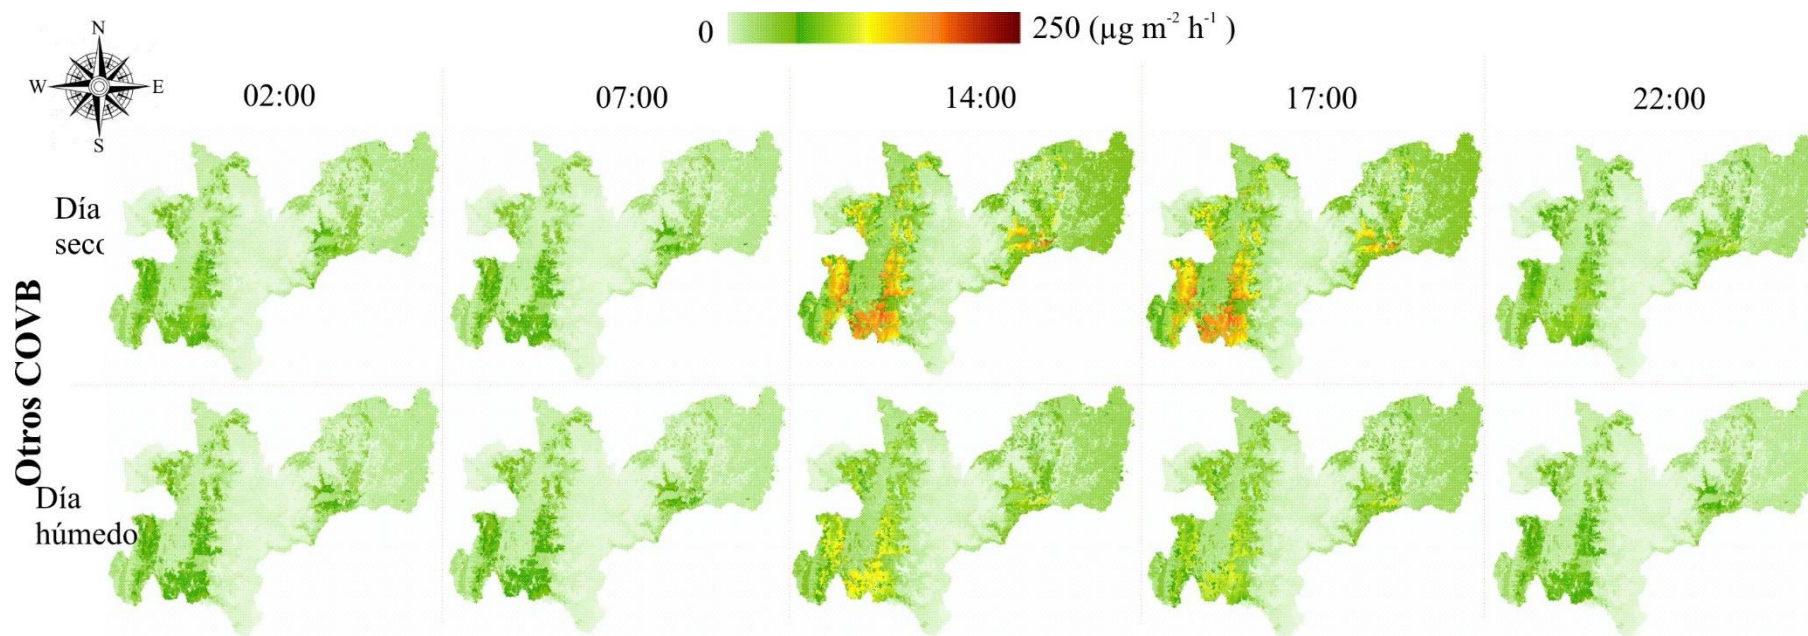 0 250 (µg m⁻² h⁻¹ )
N
W E
S
02:00 07:00 14:00 17:00 22:00
Día
secc
Otros COVB
Día
húmedo